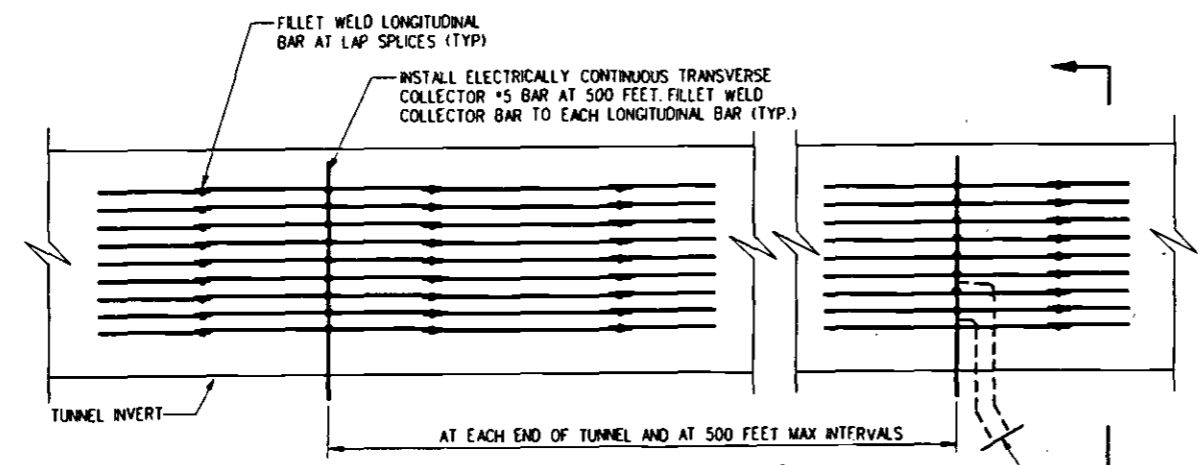 FILLET WELD LONGITUDINAL
BAR AT LAP SPLICES (TYP)
INSTALL ELECTRICALLY CONTINUOUS TRANSVERSE
COLLECTOR #5 BAR AT 500 FEET. FILLET WELD
COLLECTOR BAR TO EACH LONGITUDINAL BAR (TYP.)
TUNNEL INVERT
AT EACH END OF TUNNEL AND AT 500 FEET MAX INTERVALS